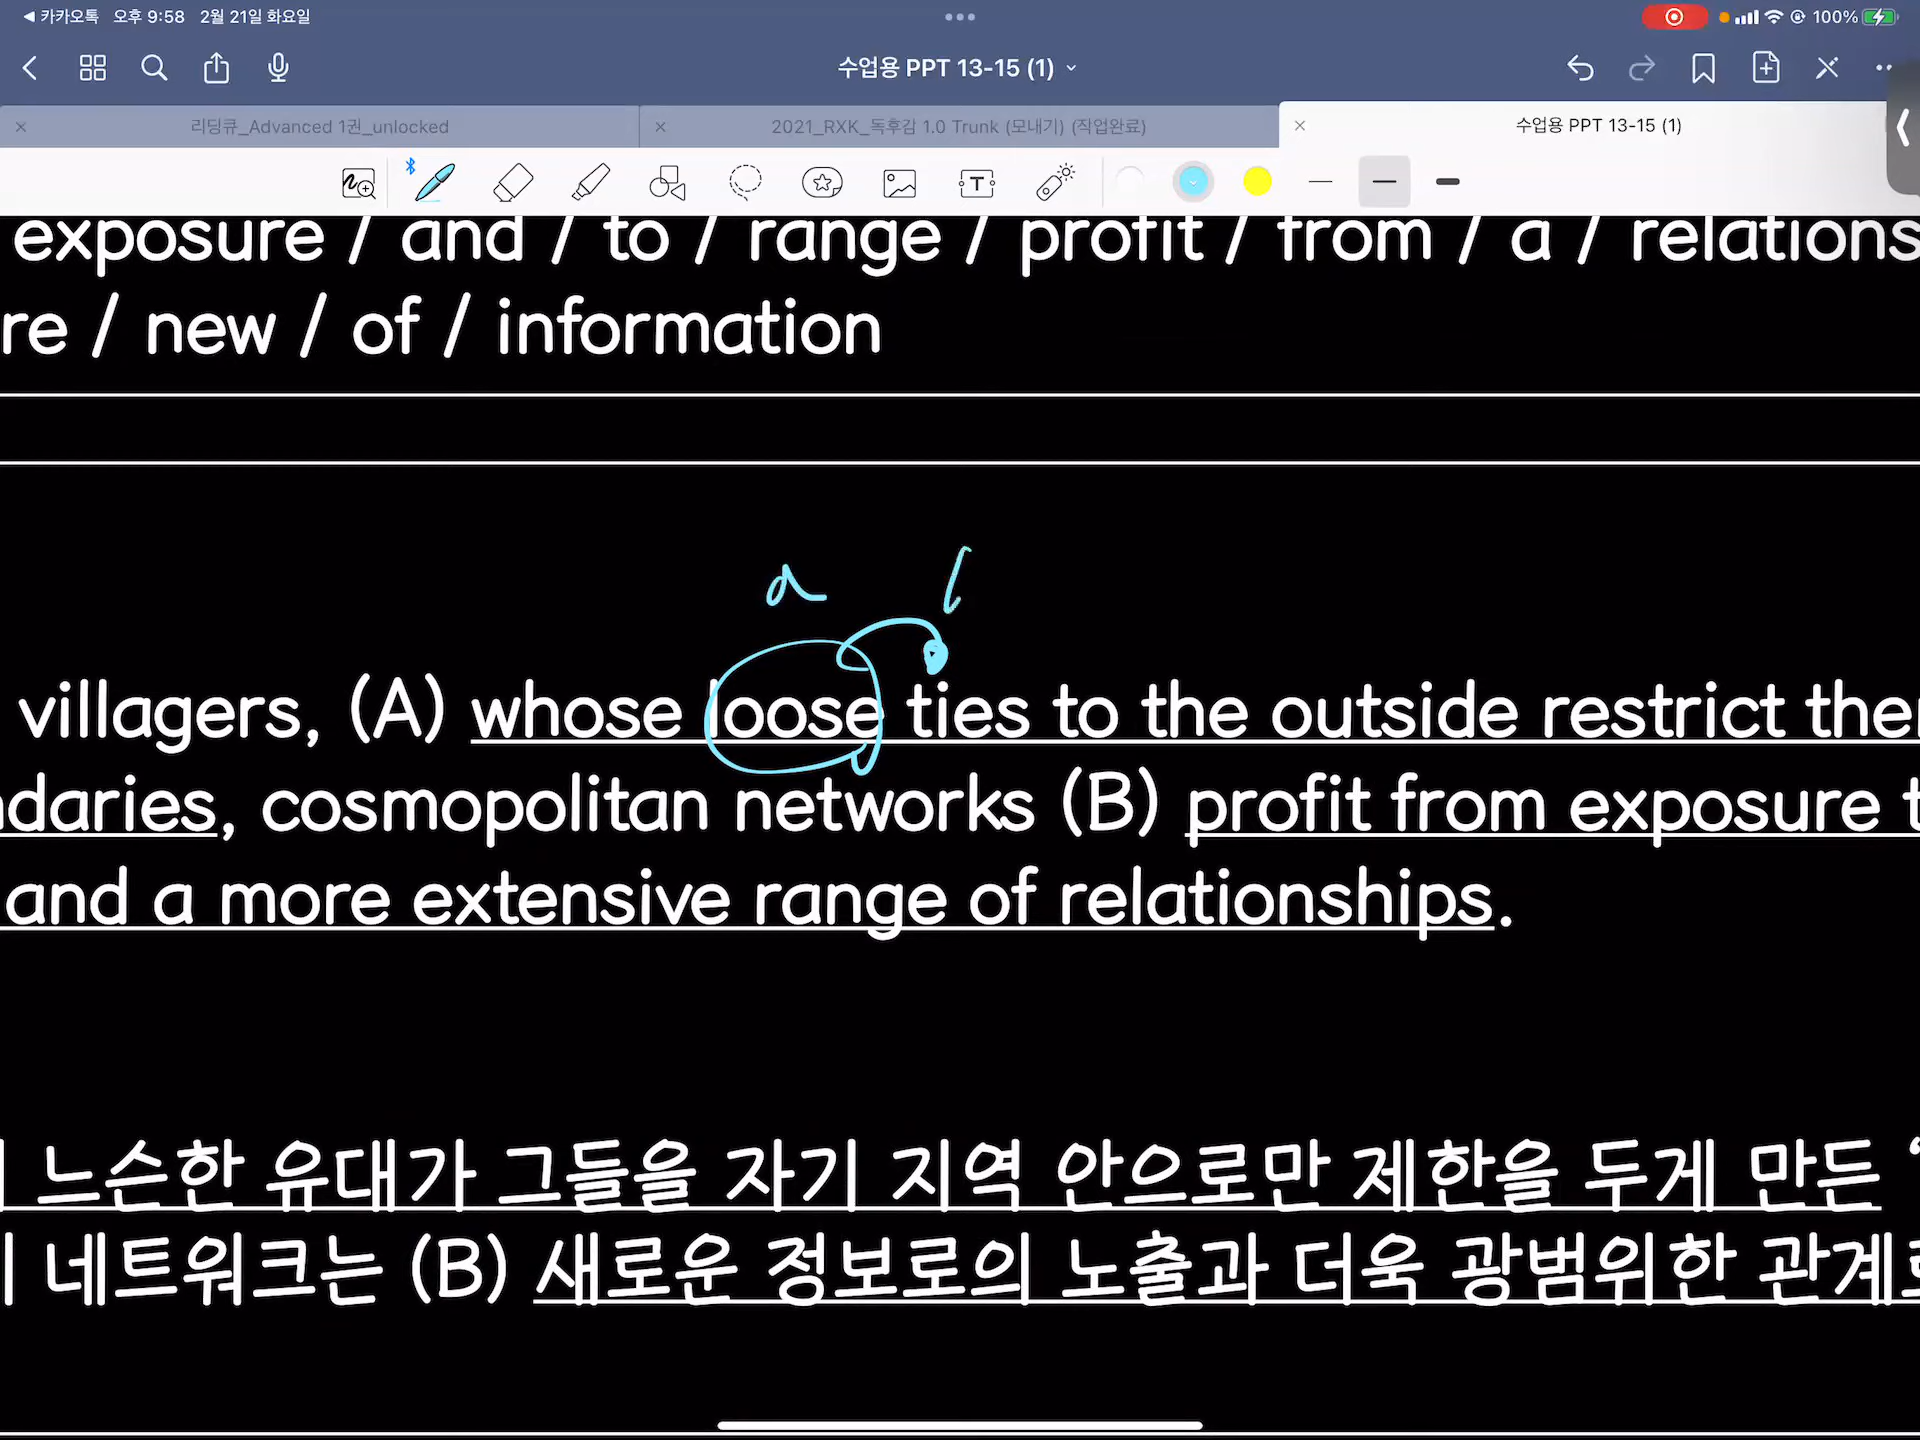 카카오톡 오후 9:58 2월 21일 화요일 100%
수업용 PPT 13-15 (1)
리딩큐_Advanced 1권_unlocked 2021_RXK_독후감 1.0 Trunk (모내기) (작업완료) 수업용 PPT 13-15 (1)
exposure / and / to / range / profit / from / a / relations
re / new / of / information
a
villagers, (A) whose loose ties to the outside restrict the
daries, cosmopolitan networks (B) profit from exposure t
and a more extensive range of relationships.
느슨한 유대가 그들을 자기 지역 안으로만 제한을 두게 만든 "
네트워크는 (B) 새로운 정보로의 노출과 더욱 광범위한 관계